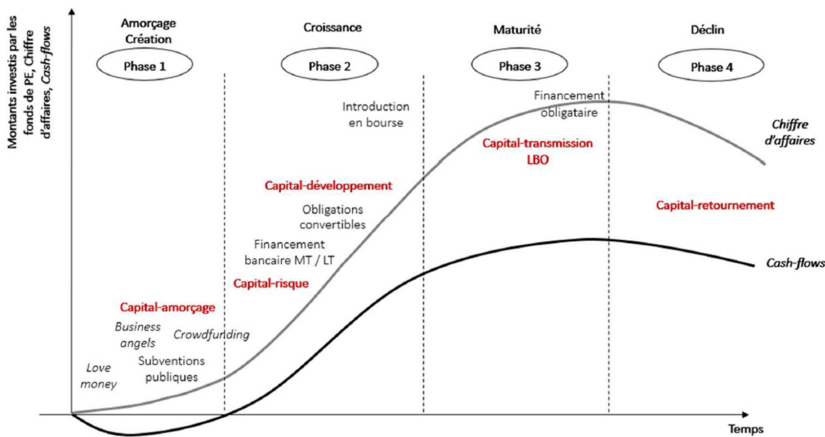 Montants investis par les
fonds de PE, Chiffre
d'affaires, Cash-flows
Amorçage
Création
Phase 1
Croissance
Phase 2
Maturité
Phase 3
Déclin
Phase 4
Introduction
en bourse
Financement
obligataire
Chiffre
d'affaires
Capital-transmission
LBO
Capital-développement
Capital-retournement
Obligations
convertibles
Financement
bancaire MT / LT
Cash-flows
Capital-risque
Capital-amorçage
Business
angels
Crowdfunding
Subventions
publiques
Love
money
Temps